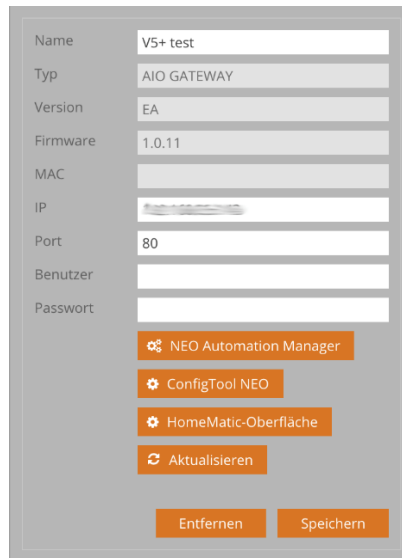 Name V5+ test
Typ AIO GATEWAY
Version EA
Firmware 1.0.11
MAC
IP
Port 80
Benutzer
Passwort
NEO Automation Manager
ConfigTool NEO
HomeMatic-Oberfläche
Aktualisieren
Entfernen Speichern